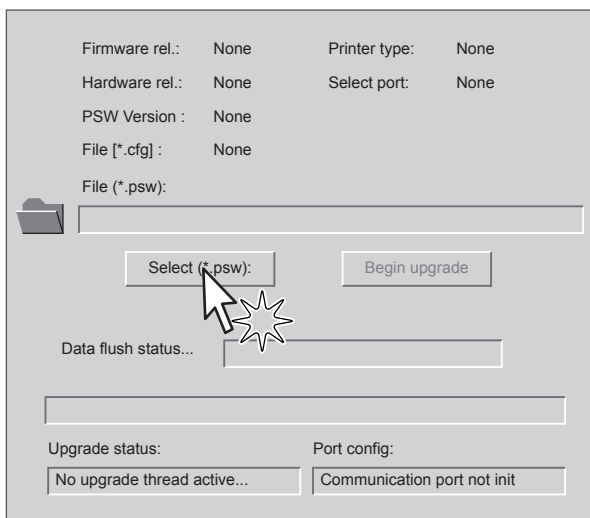 Firmware rel.: None Printer type: None
Hardware rel.: None Select port: None
PSW Version : None
File [*.cfg] : None
File (*.psw):
Select (*.psw): Begin upgrade
Data flush status...
Upgrade status: Port config:
No upgrade thread active... Communication port not init